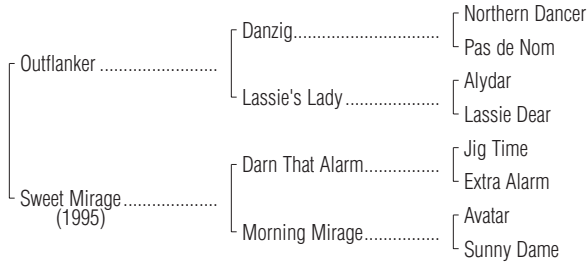 Northern Dancer
Danzig
Pas de Nom
Outflanker
Alydar
Lassie's Lady
Lassie Dear
Jig Time
Darn That Alarm
Extra Alarm
Sweet Mirage
(1995)
Avatar
Morning Mirage
Sunny Dame